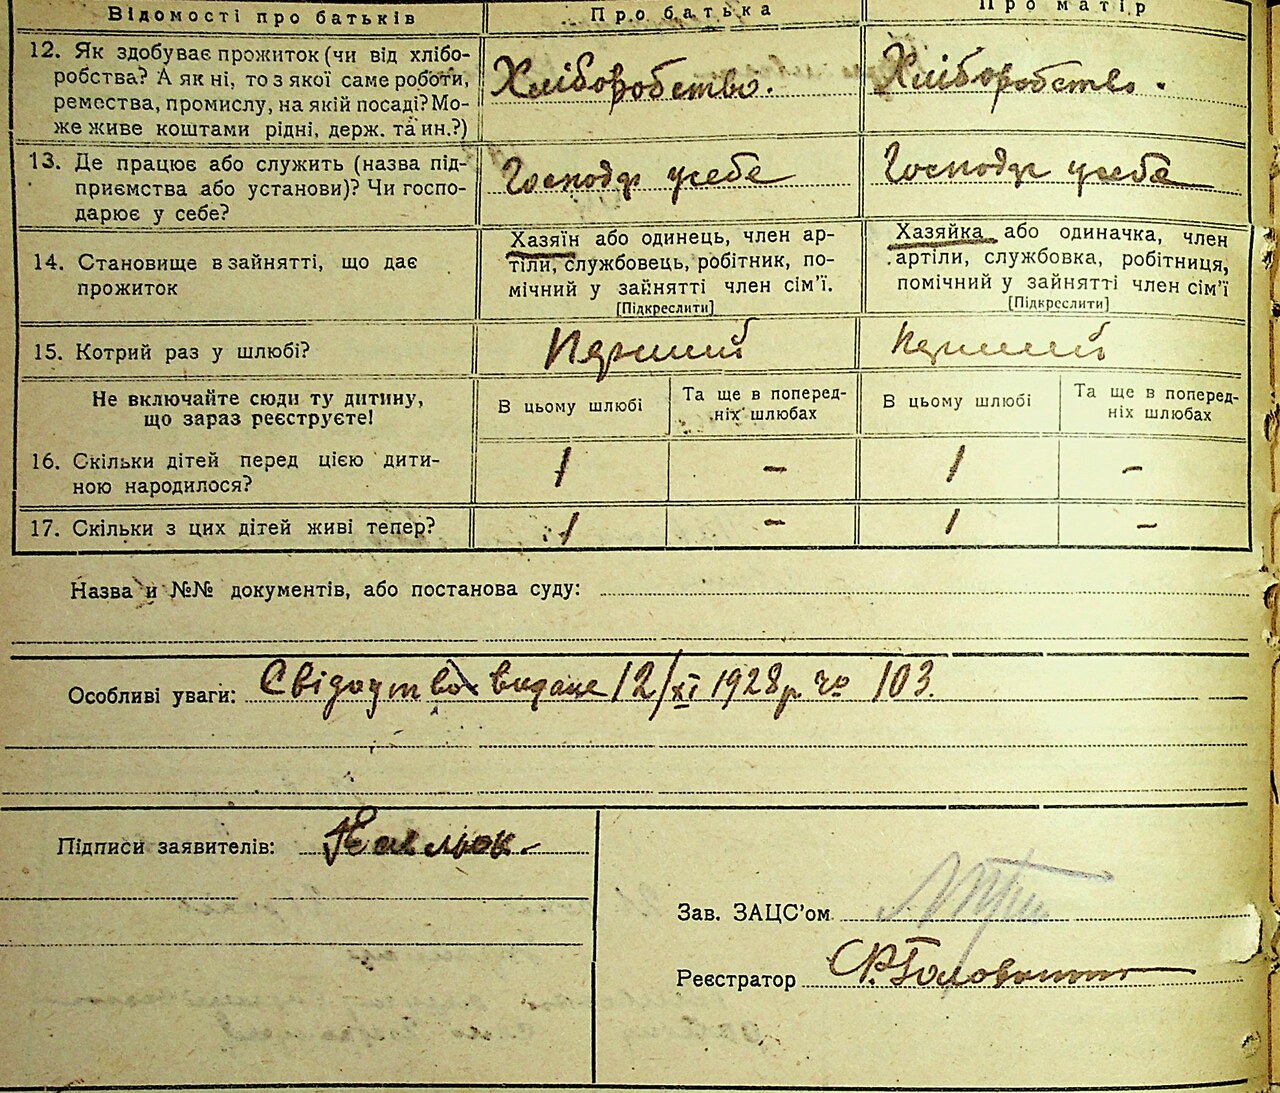 Відомості про батьків Про батька Про матір
12. Як здобуває прожиток (чи від хлібо-
робства? А як ні, то з якої саме роботи,
ремества, промислу, на якій посаді? Мо-
же живе коштами рідні, держ. та ин.?)
Хліборобство. Хліборобство.
13. Де працює або служить (назва під-
приємства або установи)? Чи госпо-
дарює у себе?
Господр усебе Господр усебе
14. Становище в зайнятті, що дає
прожиток
Хазяїн або одинець, член ар-
тіли, службовець, робітник, по-
мічний у зайнятті член сім'ї.
[Підкреслити]
Хазяйка або одиначка, член
артіли, службовка, робітниця,
помічний у зайнятті член сім'ї
[Підкреслити]
15. Котрий раз у шлюбі? Перший Перший
Не включайте сюди ту дитину,
що зараз реєструєте!
В цьому шлюбі
Та ще в поперед-
ніх шлюбах
В цьому шлюбі
Та ще в поперед-
ніх шлюбах
16. Скільки дітей перед цією дити-
ною народилося?
1 – 1 –
17. Скільки з цих дітей живі тепер? 1 – 1 –
Назва и №№ документів, або постанова суду:
Особливі уваги: Свідоцтво видане 12/XI 1928 р. чо 103.
Підписи заявителів:
Зав. ЗАЦС'ом
Реєстратор